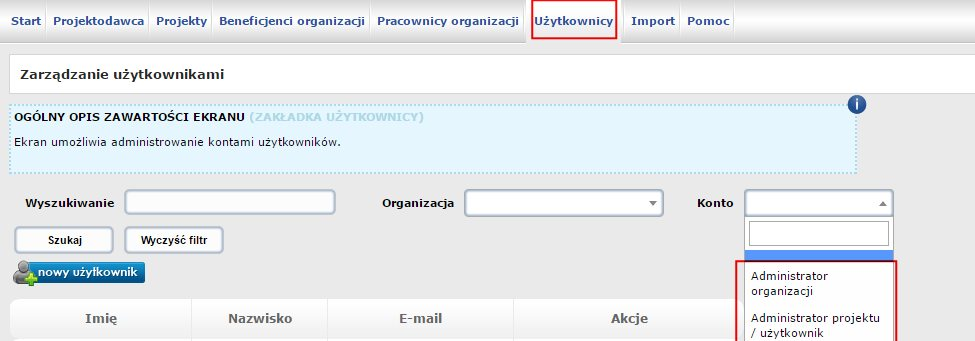 Start Projektodawca Projekty Beneficjenci organizacji Pracownicy organizacji Użytkownicy Import Pomoc
Zarządzanie użytkownikami
OGÓLNY OPIS ZAWARTOŚCI EKRANU (ZAKŁADKA UŻYTKOWNICY)
i
Ekran umożliwia administrowanie kontami użytkowników.
Wyszukiwanie Organizacja Konto
Szukaj Wyczyść filtr
nowy użyłkownik
Administrator
organizacji
Imię Nazwisko E-mail Akcje
Administrator projektu
/ użytkownik